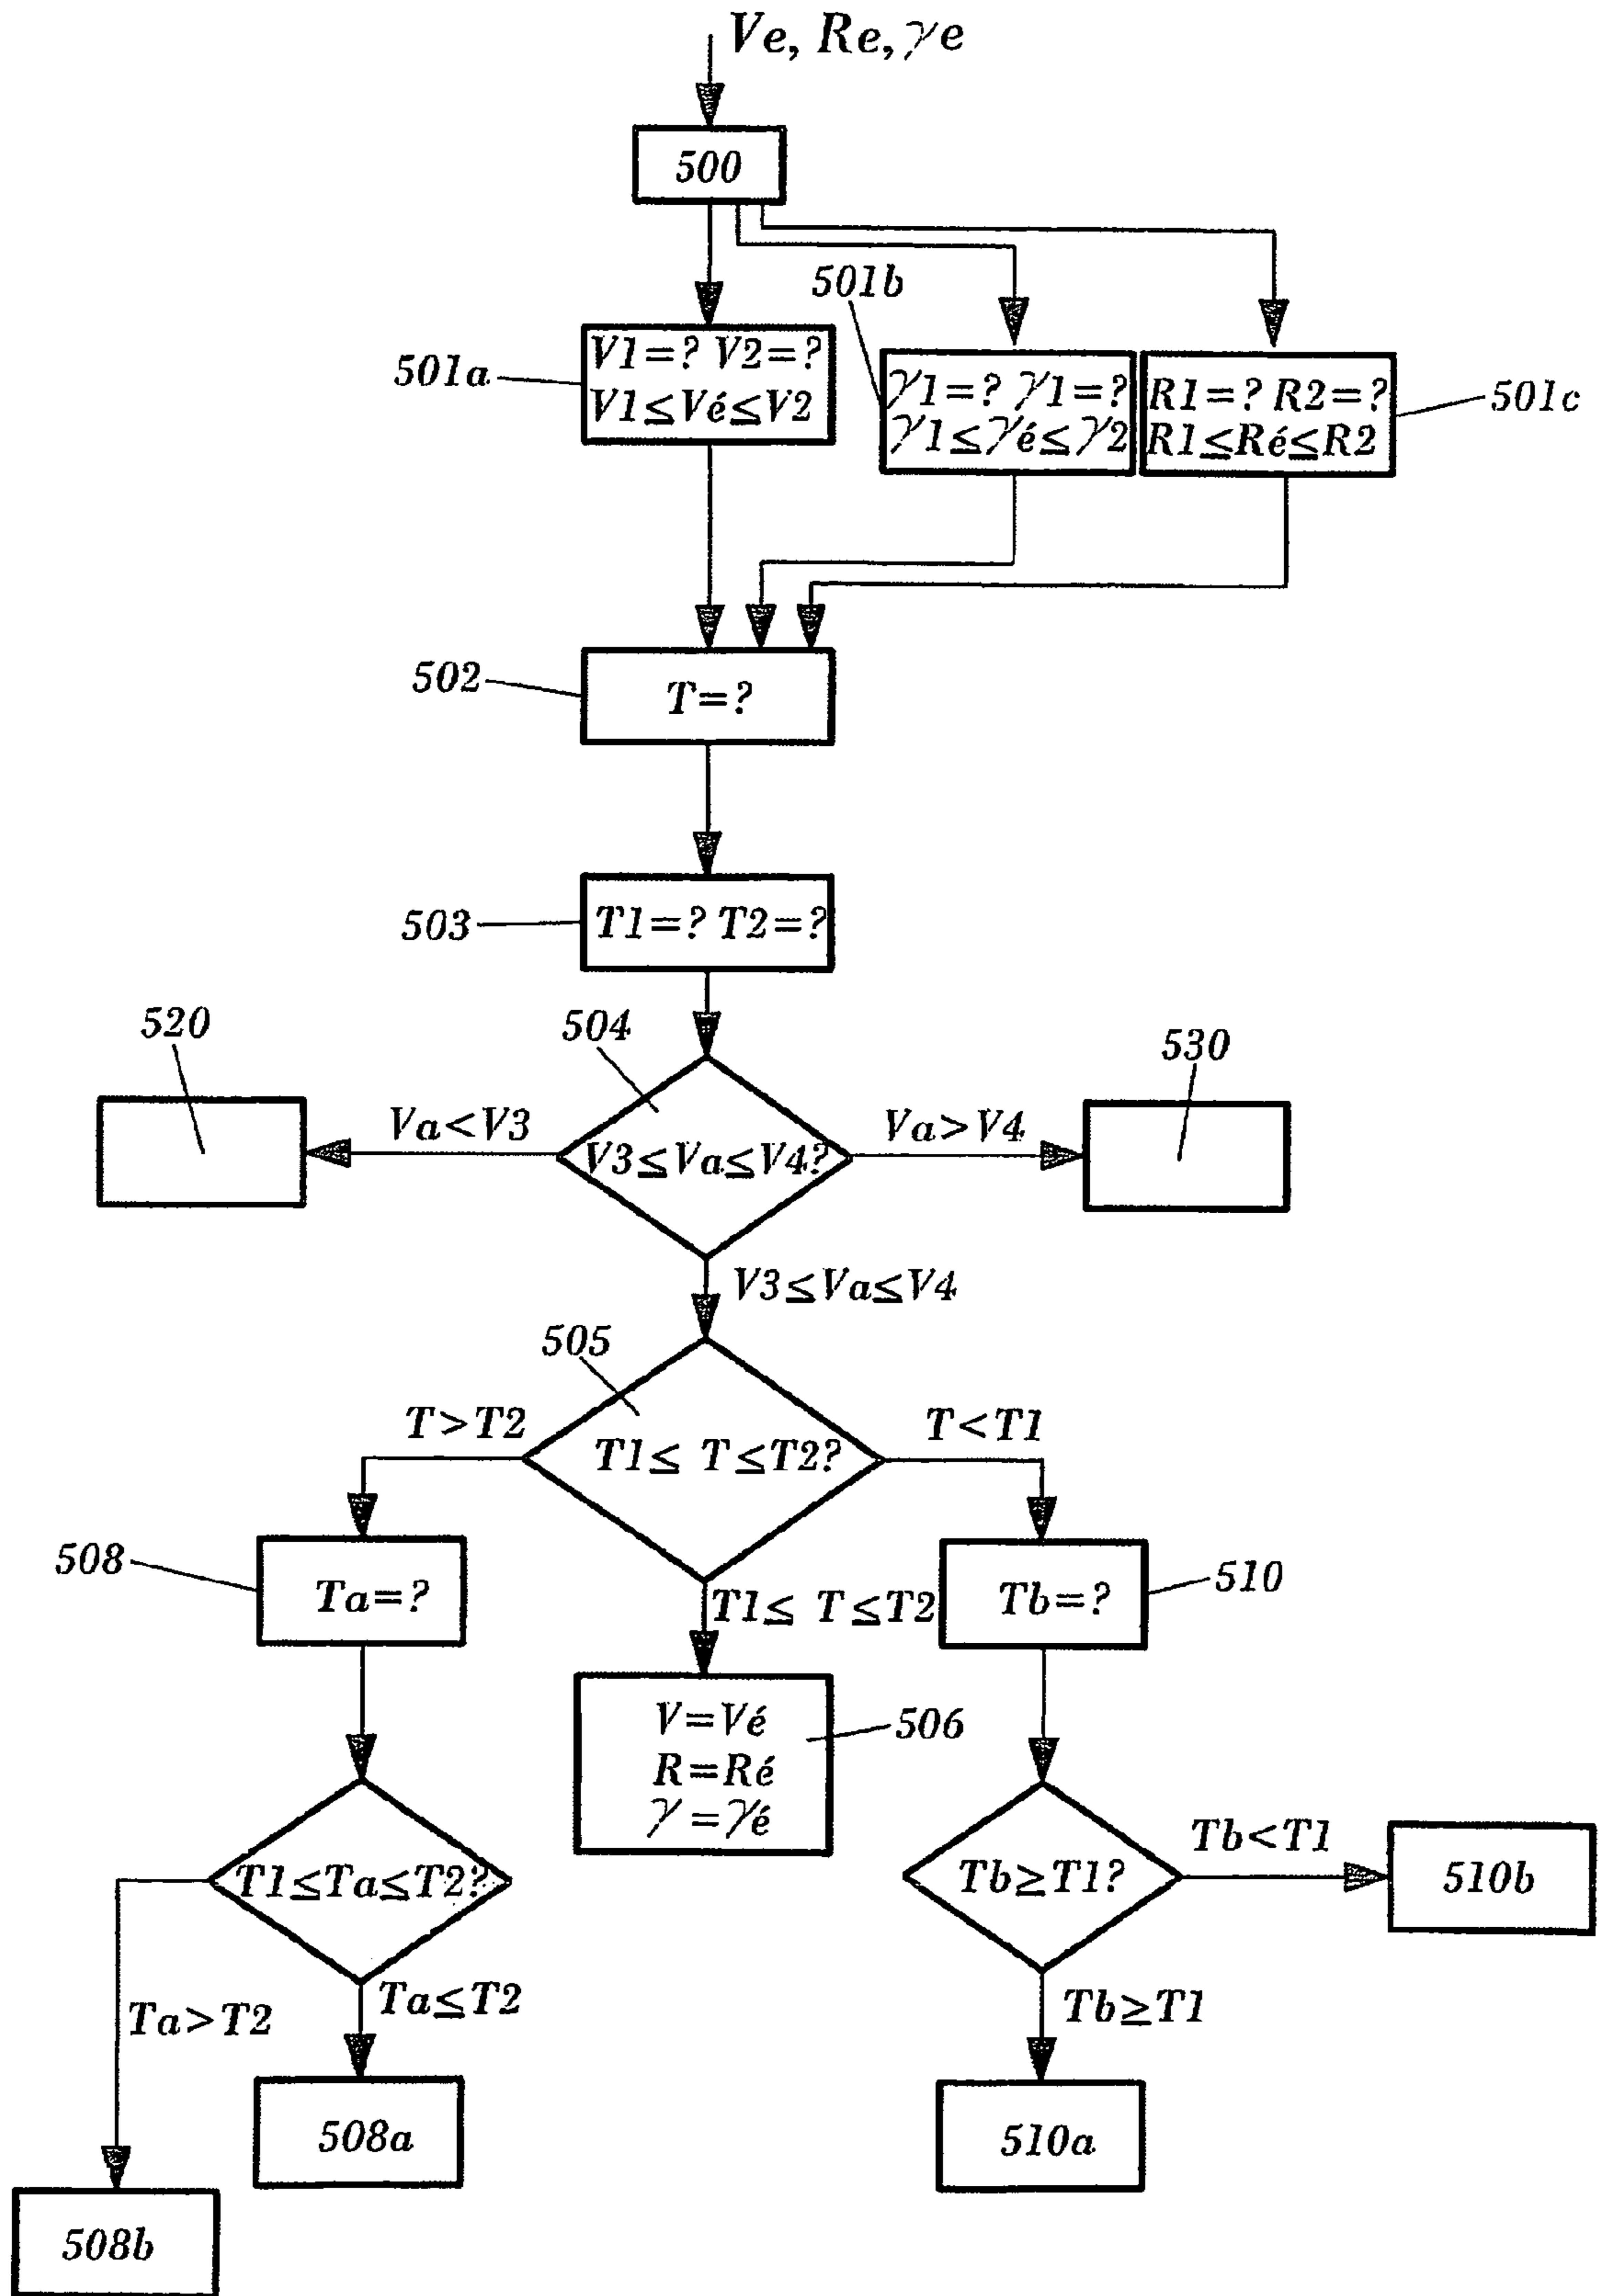 Ve, Re, γe
500
501b
501a
V1=? V2=?
V1≤Vé≤V2
γ1=? γ1=?
γ1≤γé≤γ2
R1=? R2=?
R1≤Ré≤R2
501c
502
T=?
503
T1=? T2=?
520
504
530
Va<V3
V3≤Va≤V4?
Va>V4
V3≤Va≤V4
505
T>T2
T1≤ T≤T2?
T<T1
508
Ta=?
T1≤ T≤T2
Tb=?
510
V=Vé
R=Ré
γ=γé
506
T1≤Ta≤T2?
Tb≥T1?
Tb<T1
510b
Ta>T2
Ta≤T2
Tb≥T1
508a
510a
508b